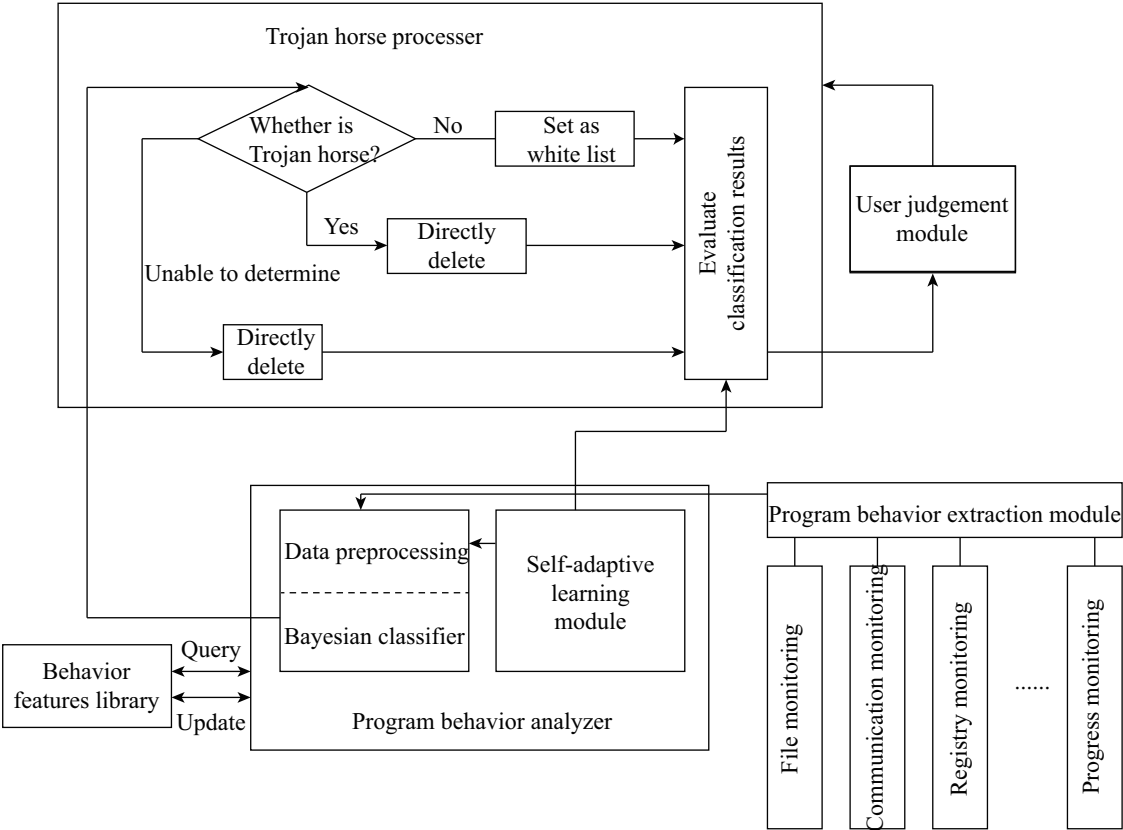 Trojan horse processer
Whether is
Trojan horse?
No
Set as
white list
Yes
Directly
delete
Unable to determine
Directly
delete
Evaluate
classification results
User judgement
module
Program behavior extraction module
Data preprocessing
Bayesian classifier
Self-adaptive
learning
module
Program behavior analyzer
Behavior
features library
Query
Update
File monitoring
Communication monitoring
Registry monitoring
......
Progress monitoring